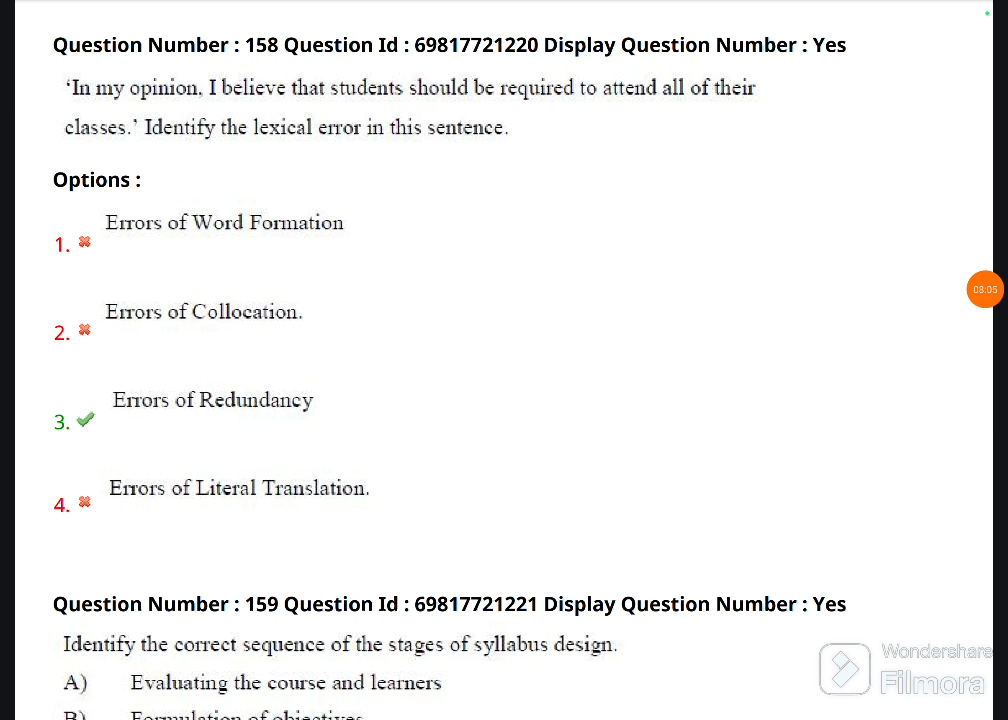 Question Number : 158 Question Id : 69817721220 Display Question Number : Yes
‘In my opinion, I believe that students should be required to attend all of their
classes.’ Identify the lexical error in this sentence.
Options :
Errors of Word Formation
1.
Errors of Collocation.
2.
03:05
Errors of Redundancy
3.
Errors of Literal Translation.
4.
Question Number : 159 Question Id : 69817721221 Display Question Number : Yes
Identify the correct sequence of the stages of syllabus design.
A) Evaluating the course and learners
B) Formulation of objectives
Wondershare
Filmora